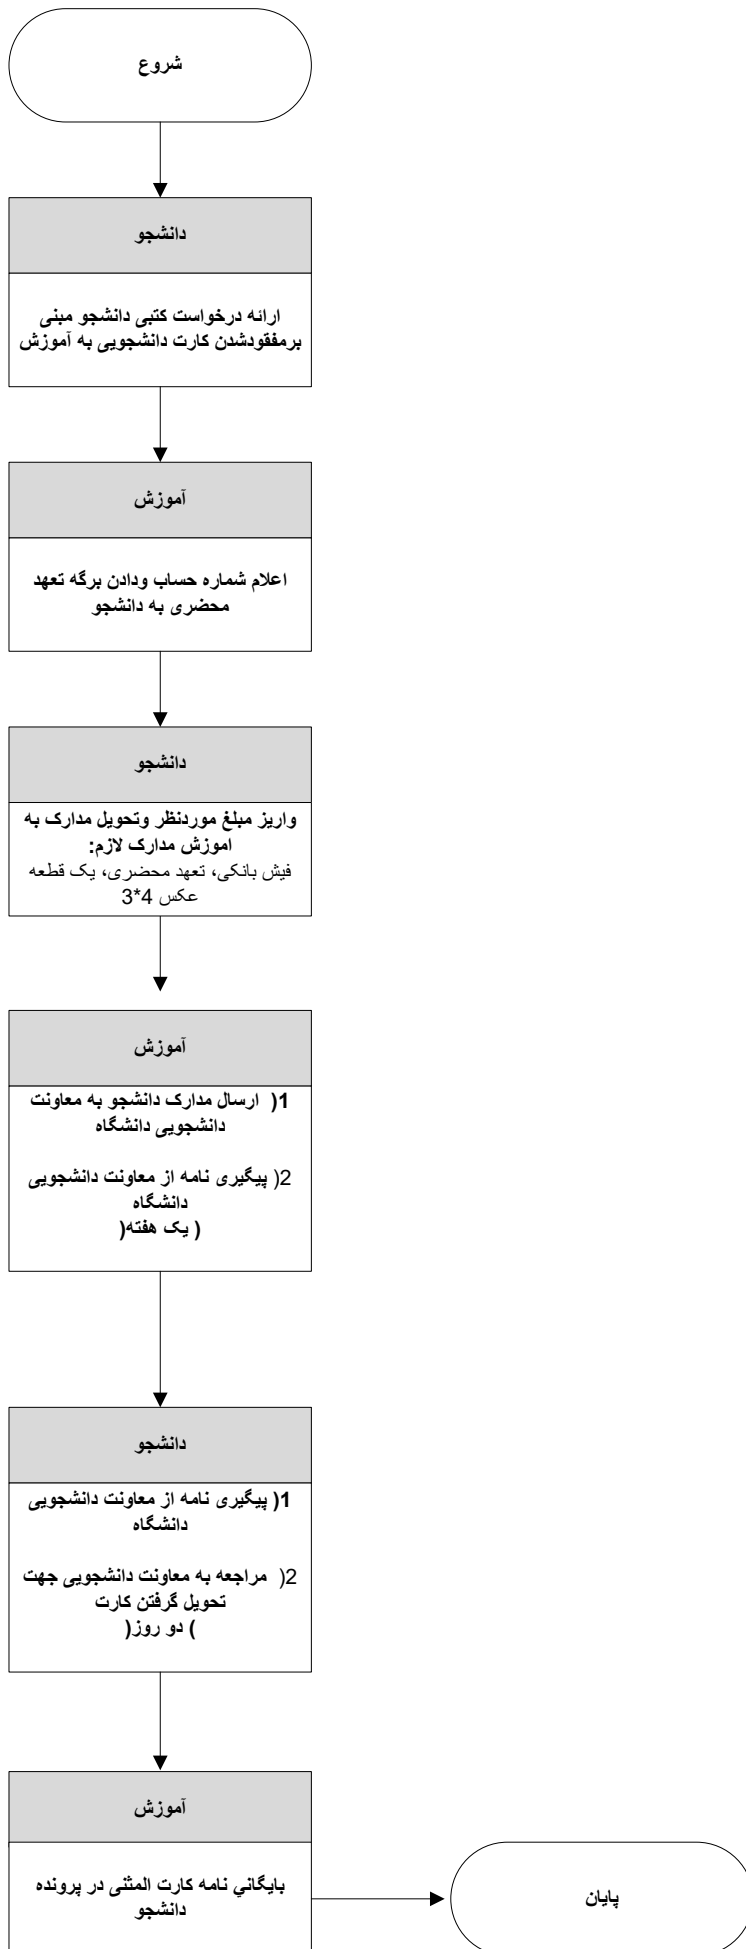 شروع
دانشجو
ارائه درخواست کتبی دانشجو مبنی
برمفقودشدن کارت دانشجویی به آموزش
آموزش
اعلام شماره حساب ودادن برگه تعهد
محضری به دانشجو
دانشجو
واریز مبلغ موردنظر وتحویل مدارک به
اموزش مدارک لازم:
فیش بانکی، تعهد محضری، یک قطعه
عکس 4*3
آموزش
1) ارسال مدارک دانشجو به معاونت
دانشجویی دانشگاه
2) پیگیری نامه از معاونت دانشجویی
دانشگاه
( یک هفته)
دانشجو
1) پیگیری نامه از معاونت دانشجویی
دانشگاه
2) مراجعه به معاونت دانشجویی جهت
تحویل گرفتن کارت
( دو روز)
آموزش
بایگاني نامه کارت المثنی در پرونده
دانشجو
پایان